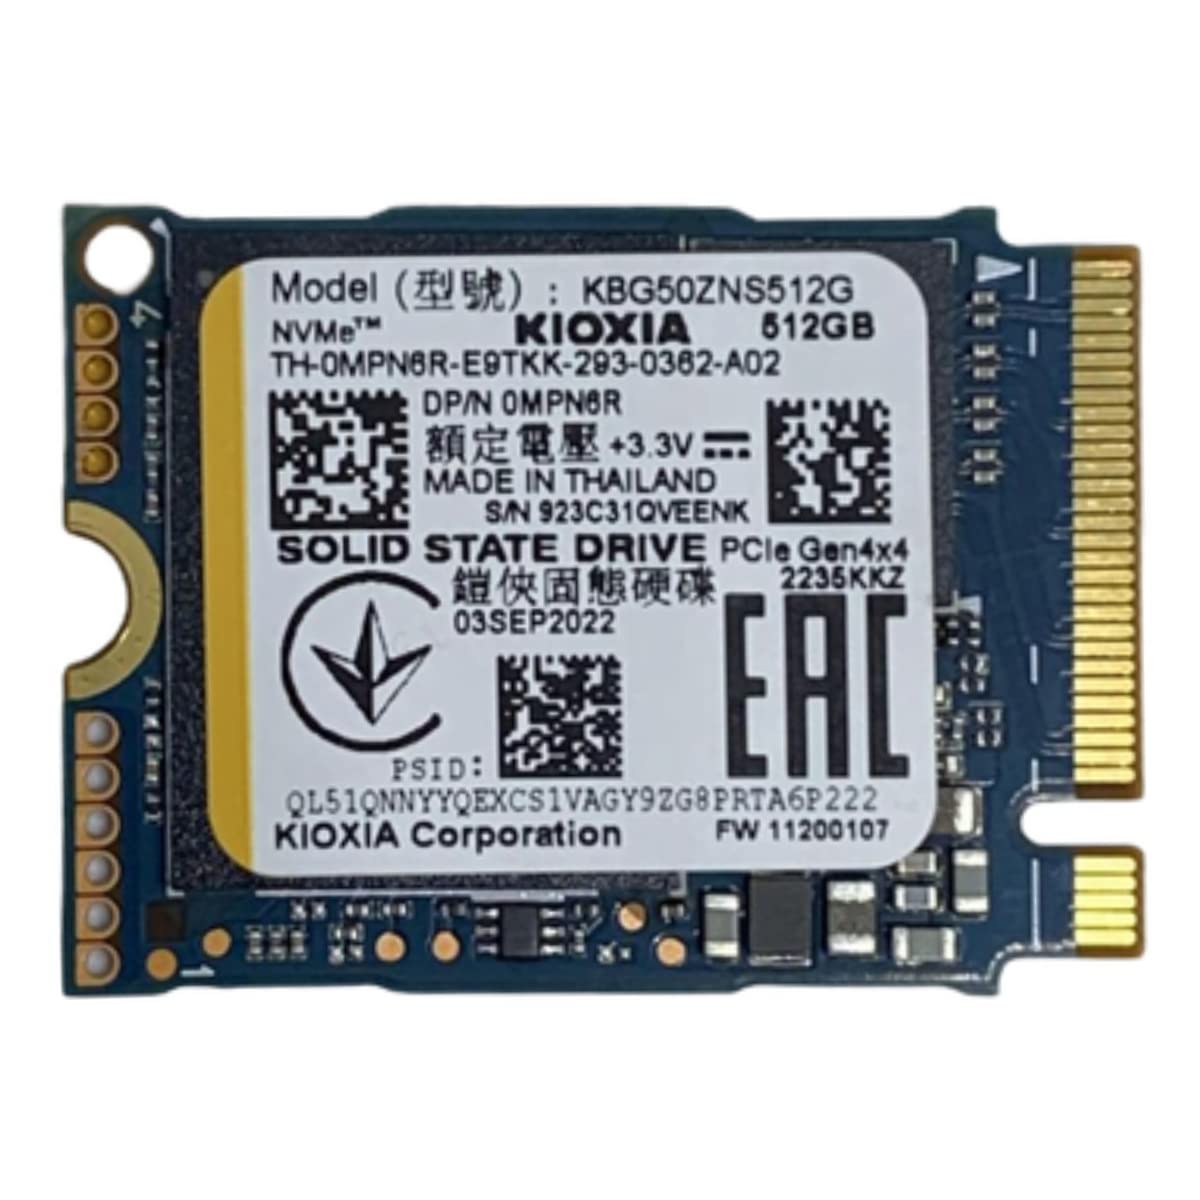 Model (型號) : KBG50ZNS512G
NVMe™ KIOXIA 512GB
TH-0MPN6R-E9TKK-293-0362-A02
DP/N 0MPN6R
額定電壓 +3.3V
MADE IN THAILAND
S/N 923C31QVEENK
SOLID STATE DRIVE PCIe Gen4x4
鎧俠固態硬碟 2235KKZ
03SEP2022
EAC
PSID:
QL51QNNYYQEXCS1VAGY9ZG8PRTA6P222
KIOXIA Corporation FW 11200107